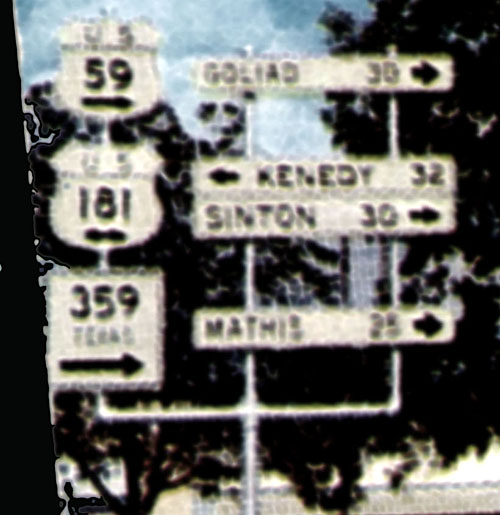 U.S
59
GOLIAD 30
U.S
181
KENEDY 32
SINTON 30
359
TEXAS
MATHIS 25